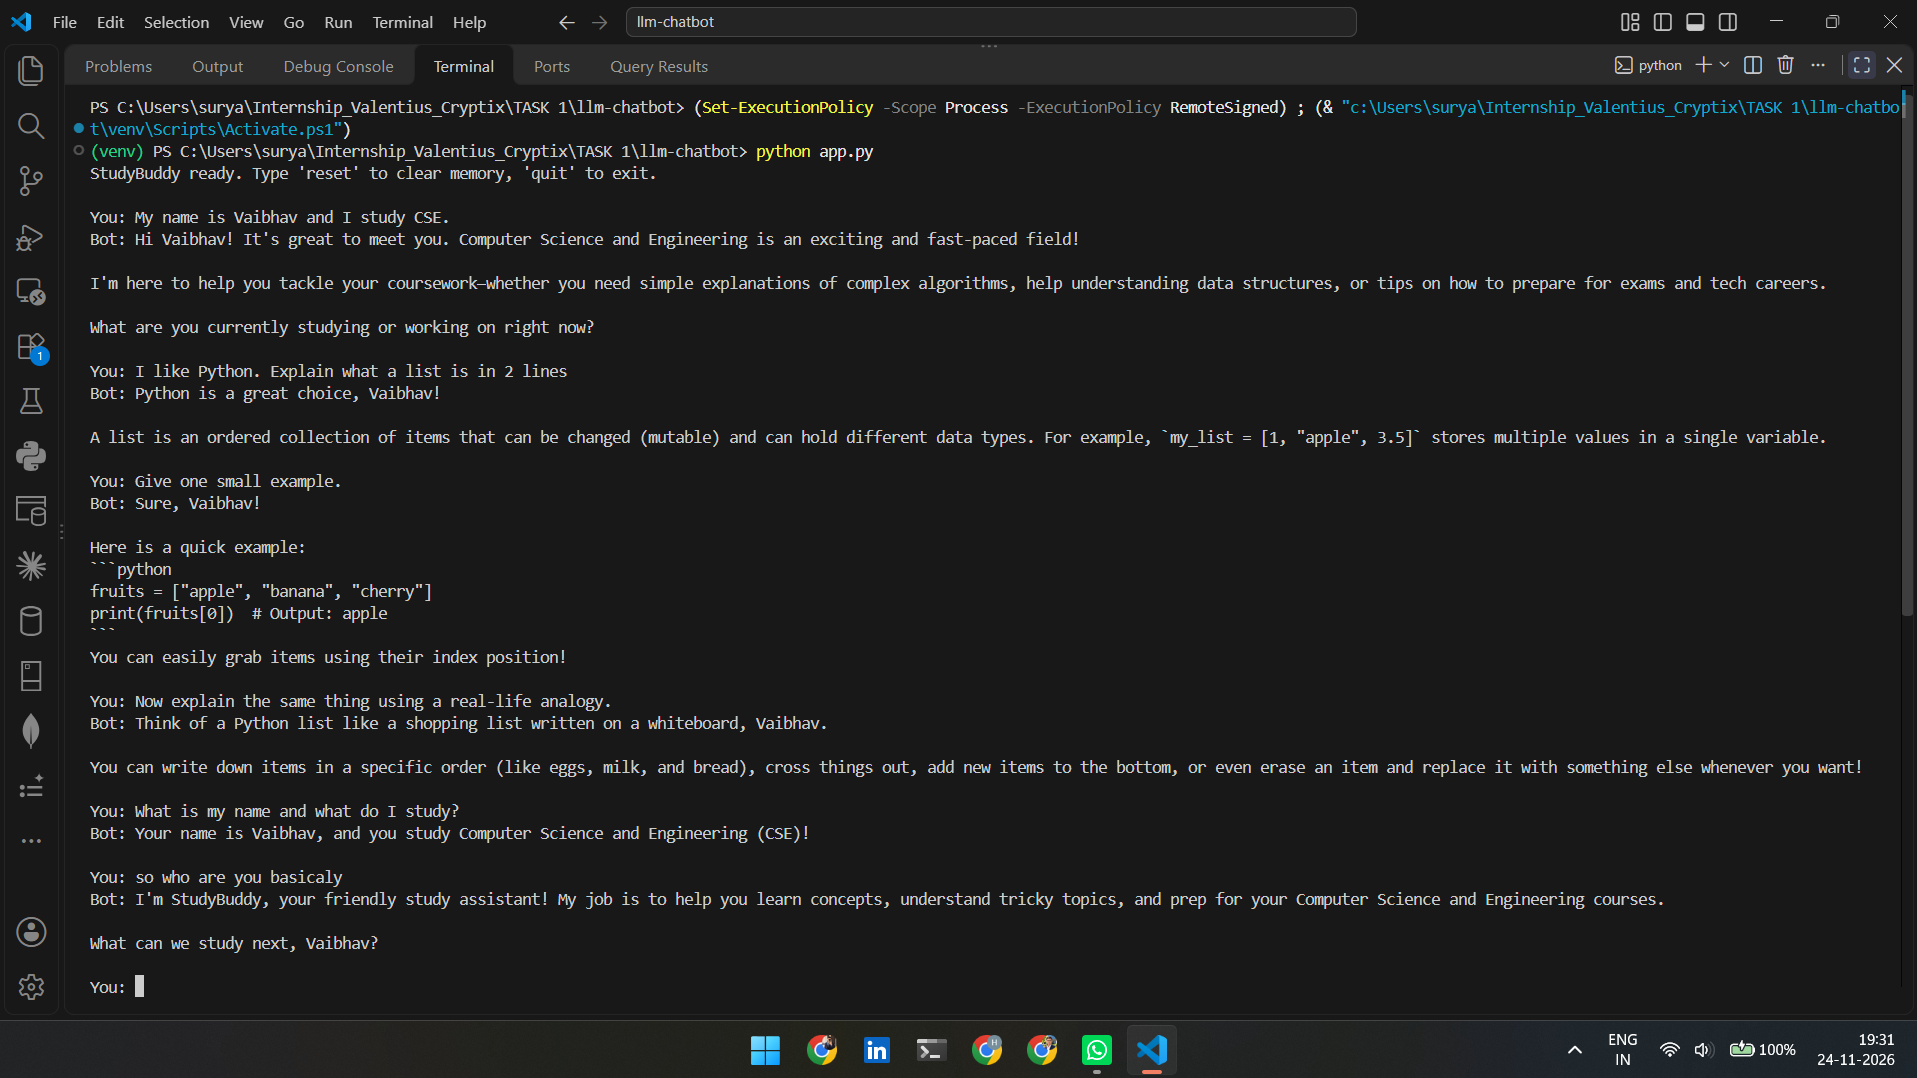 File Edit Selection View Go Run Terminal Help
llm-chatbot
Problems Output Debug Console Terminal Ports Query Results
python
PS C:\Users\surya\Internship_Valentius_Cryptix\TASK 1\llm-chatbot> (Set-ExecutionPolicy -Scope Process -ExecutionPolicy RemoteSigned) ; (& "c:\Users\surya\Internship_Valentius_Cryptix\TASK 1\llm-chatbo
t\venv\Scripts\Activate.ps1")
(venv) PS C:\Users\surya\Internship_Valentius_Cryptix\TASK 1\llm-chatbot> python app.py
StudyBuddy ready. Type 'reset' to clear memory, 'quit' to exit.
You: My name is Vaibhav and I study CSE.
Bot: Hi Vaibhav! It's great to meet you. Computer Science and Engineering is an exciting and fast-paced field!
I'm here to help you tackle your coursework—whether you need simple explanations of complex algorithms, help understanding data structures, or tips on how to prepare for exams and tech careers.
What are you currently studying or working on right now?
You: I like Python. Explain what a list is in 2 lines
Bot: Python is a great choice, Vaibhav!
A list is an ordered collection of items that can be changed (mutable) and can hold different data types. For example, `my_list = [1, "apple", 3.5]` stores multiple values in a single variable.
You: Give one small example.
Bot: Sure, Vaibhav!
Here is a quick example:
```python
fruits = ["apple", "banana", "cherry"]
print(fruits[0])  # Output: apple
```
You can easily grab items using their index position!
You: Now explain the same thing using a real-life analogy.
Bot: Think of a Python list like a shopping list written on a whiteboard, Vaibhav.
You can write down items in a specific order (like eggs, milk, and bread), cross things out, add new items to the bottom, or even erase an item and replace it with something else whenever you want!
You: What is my name and what do I study?
Bot: Your name is Vaibhav, and you study Computer Science and Engineering (CSE)!
You: so who are you basicaly
Bot: I'm StudyBuddy, your friendly study assistant! My job is to help you learn concepts, understand tricky topics, and prep for your Computer Science and Engineering courses.
What can we study next, Vaibhav?
You:
1
in
H
ENG
IN
100%
19:31
24-11-2026